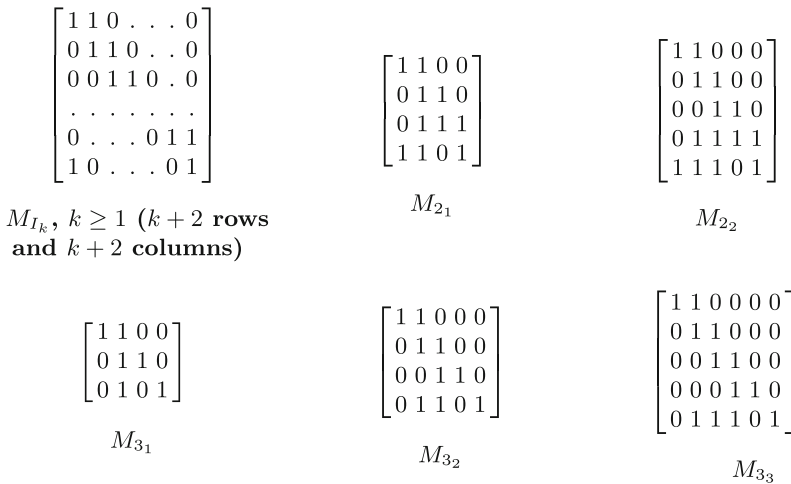 1 1 0 . . . 0
0 1 1 0 . . 0
0 0 1 1 0 . 0
. . . . . . .
0 . . . 0 1 1
1 0 . . . 0 1
M_{I_k}, k ≥ 1 (k + 2 rows
and k + 2 columns)
1 1 0 0
0 1 1 0
0 1 1 1
1 1 0 1
M_{2_1}
1 1 0 0 0
0 1 1 0 0
0 0 1 1 0
0 1 1 1 1
1 1 1 0 1
M_{2_2}
1 1 0 0
0 1 1 0
0 1 0 1
M_{3_1}
1 1 0 0 0
0 1 1 0 0
0 0 1 1 0
0 1 1 0 1
M_{3_2}
1 1 0 0 0 0
0 1 1 0 0 0
0 0 1 1 0 0
0 0 0 1 1 0
0 1 1 1 0 1
M_{3_3}